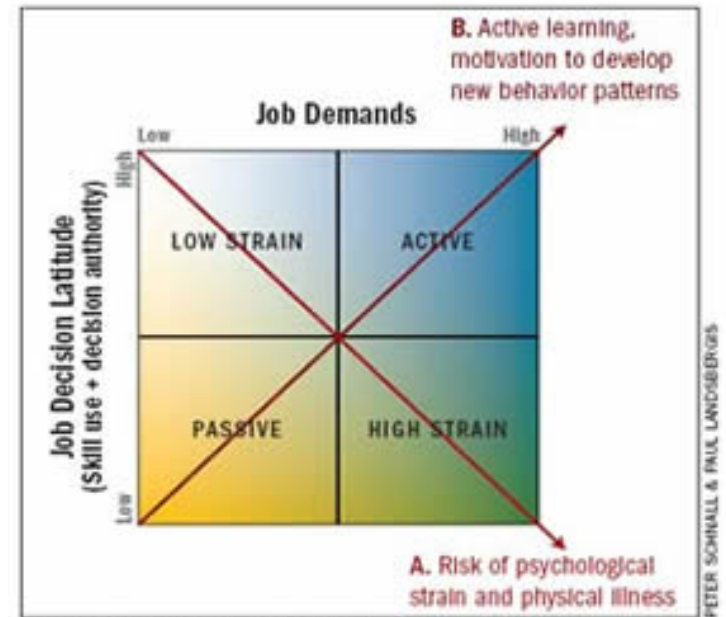 B. Active learning,
motivation to develop
new behavior patterns
Job Demands
Low
High
High
Job Decision Latitude
(Skill use + decision authority)
Low
LOW STRAIN
ACTIVE
PASSIVE
HIGH STRAIN
A. Risk of psychological
strain and physical illness
PETER SCHNALL & PAUL LANDSBERGIS